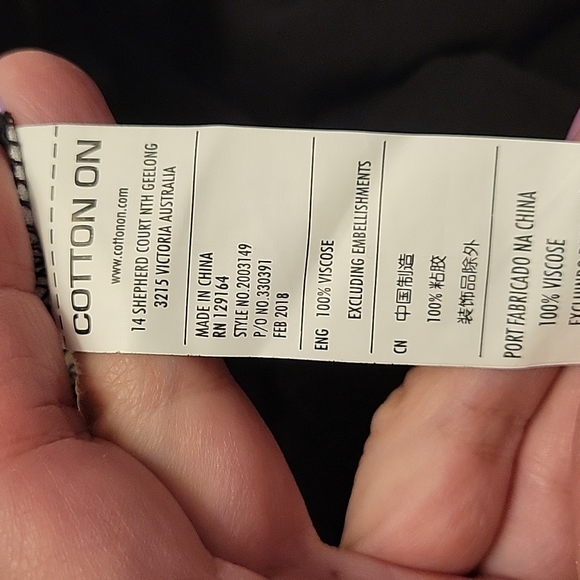 COTTON ON
www.cottonon.com
14 SHEPHERD COURT NTH GEELONG
3215 VICTORIA AUSTRALIA
MADE IN CHINA
RN 129164
STYLE NO.2003149
P/O NO.330391
FEB 2018
ENG 100% VISCOSE
EXCLUDING EMBELLISHMENTS
CN 中国制造
100% 粘胶
装饰品除外
PORT FABRICADO NA CHINA
100% VISCOSE